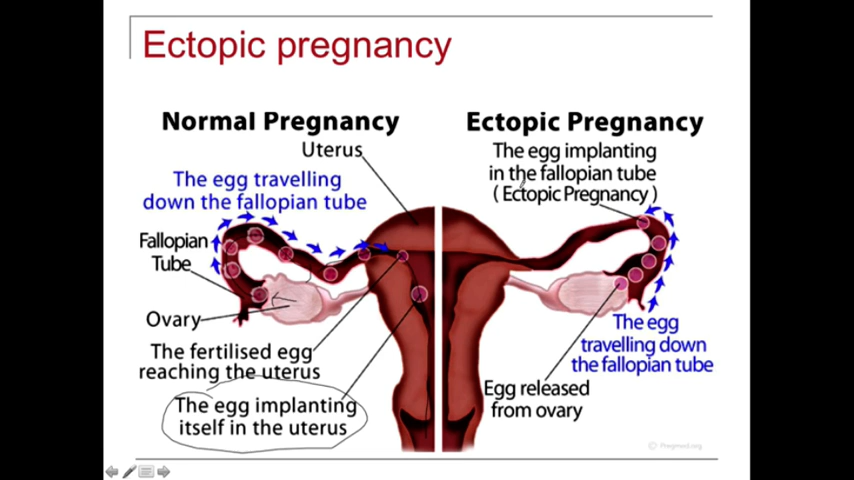 Ectopic pregnancy
Normal Pregnancy
Uterus
The egg travelling
down the fallopian tube
Fallopian
Tube
Ovary
The fertilised egg
reaching the uterus
The egg implanting
itself in the uterus
Ectopic Pregnancy
The egg implanting
in the fallopian tube
( Ectopic Pregnancy )
The egg
travelling down
the fallopian tube
Egg released
from ovary
© Pregmed.org